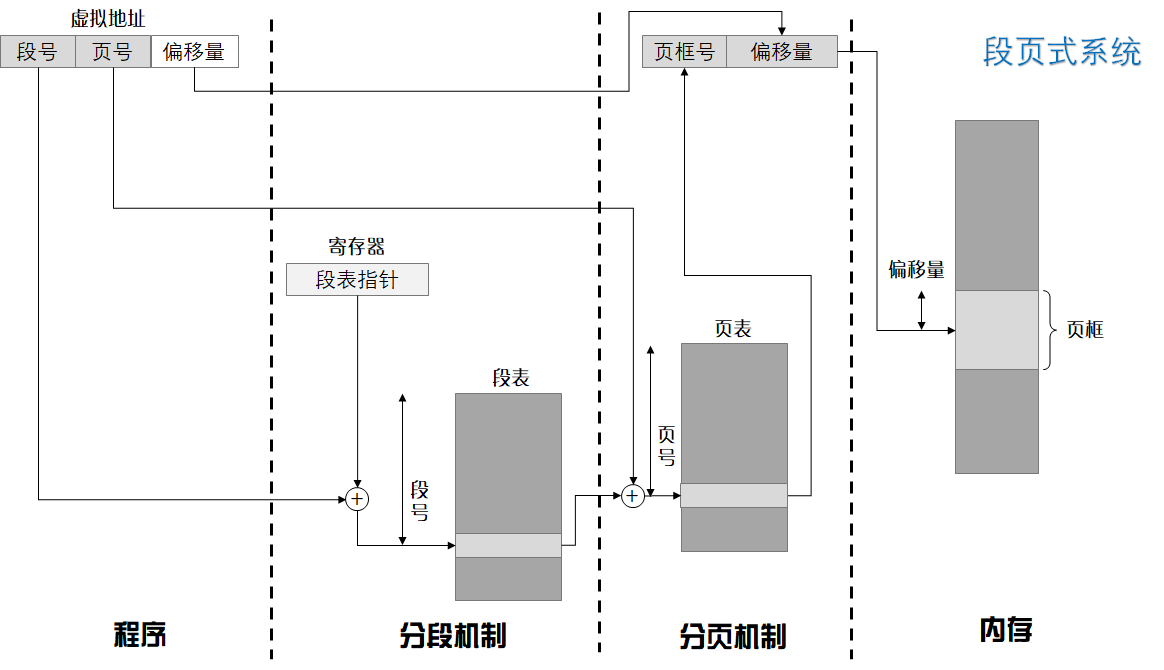 虚拟地址
段号 页号 偏移量
页框号 偏移量
段页式系统
寄存器
段表指针
偏移量
页框
页表
段表
页号
段号
+
+
程序
分段机制
分页机制
内存